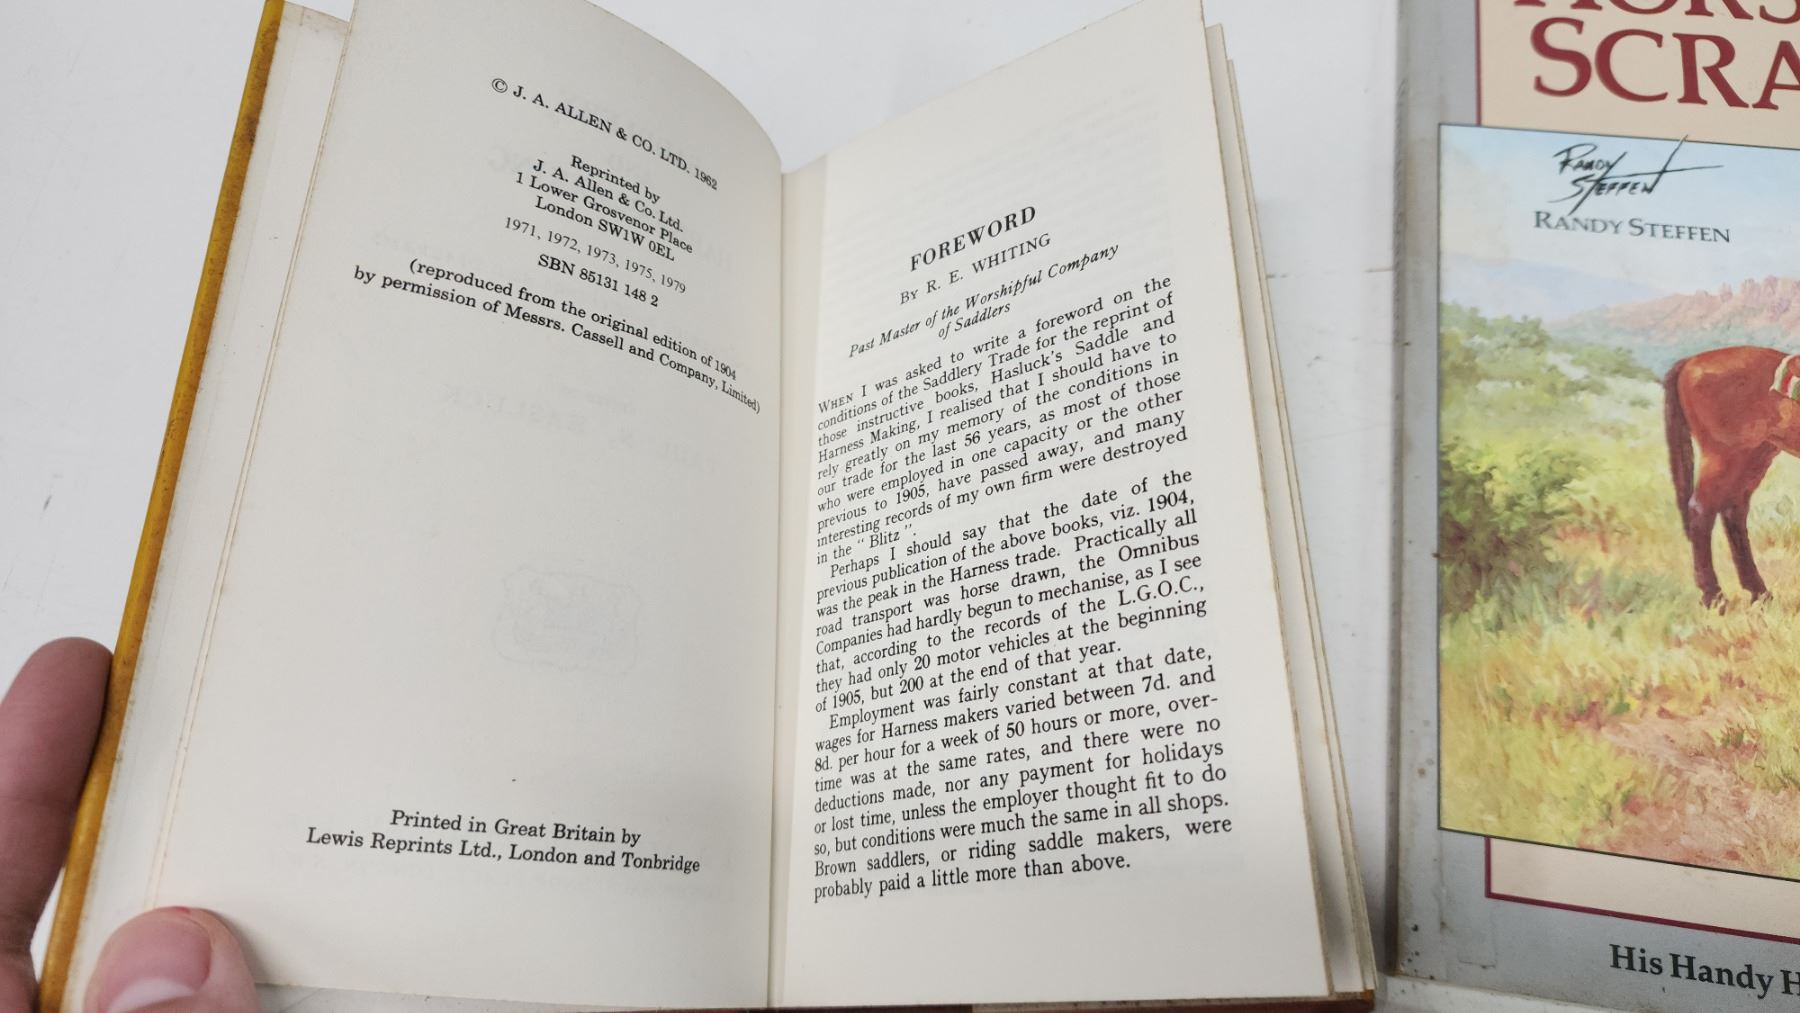 © J. A. ALLEN & CO. LTD. 1962
Reprinted by
J. A. Allen & Co. Ltd.
1 Lower Grosvenor Place
London SW1W 0EL
1971, 1972, 1973, 1975, 1979
SBN 85131 148 2
(reproduced from the original edition of 1904
by permission of Messrs. Cassell and Company, Limited)
Printed in Great Britain by
Lewis Reprints Ltd., London and Tonbridge
FOREWORD
By R. E. WHITING
Past Master of the Worshipful Company
of Saddlers
WHEN I was asked to write a foreword on the
conditions of the Saddlery Trade for the reprint of
those instructive books, Hasluck's Saddle and
Harness Making, I realised that I should have to
rely greatly on my memory of the conditions in
our trade for the last 56 years, as most of those
who were employed in one capacity or the other
previous to 1905, have passed away, and many
interesting records of my own firm were destroyed
in the "Blitz".
Perhaps I should say that the date of the
previous publication of the above books, viz. 1904,
was the peak in the Harness trade. Practically all
road transport was horse drawn, the Omnibus
Companies had hardly begun to mechanise, as I see
that, according to the records of the L.G.O.C.,
they had only 20 motor vehicles at the beginning
of 1905, but 200 at the end of that year.
Employment was fairly constant at that date,
wages for Harness makers varied between 7d. and
8d. per hour for a week of 50 hours or more, over-
time was at the same rates, and there were no
deductions made, nor any payment for holidays
or lost time, unless the employer thought fit to do
so, but conditions were much the same in all shops.
Brown saddlers, or riding saddle makers, were
probably paid a little more than above.
SCRA
RANDY STEFFEN
RANDY STEFFEN
His Handy H